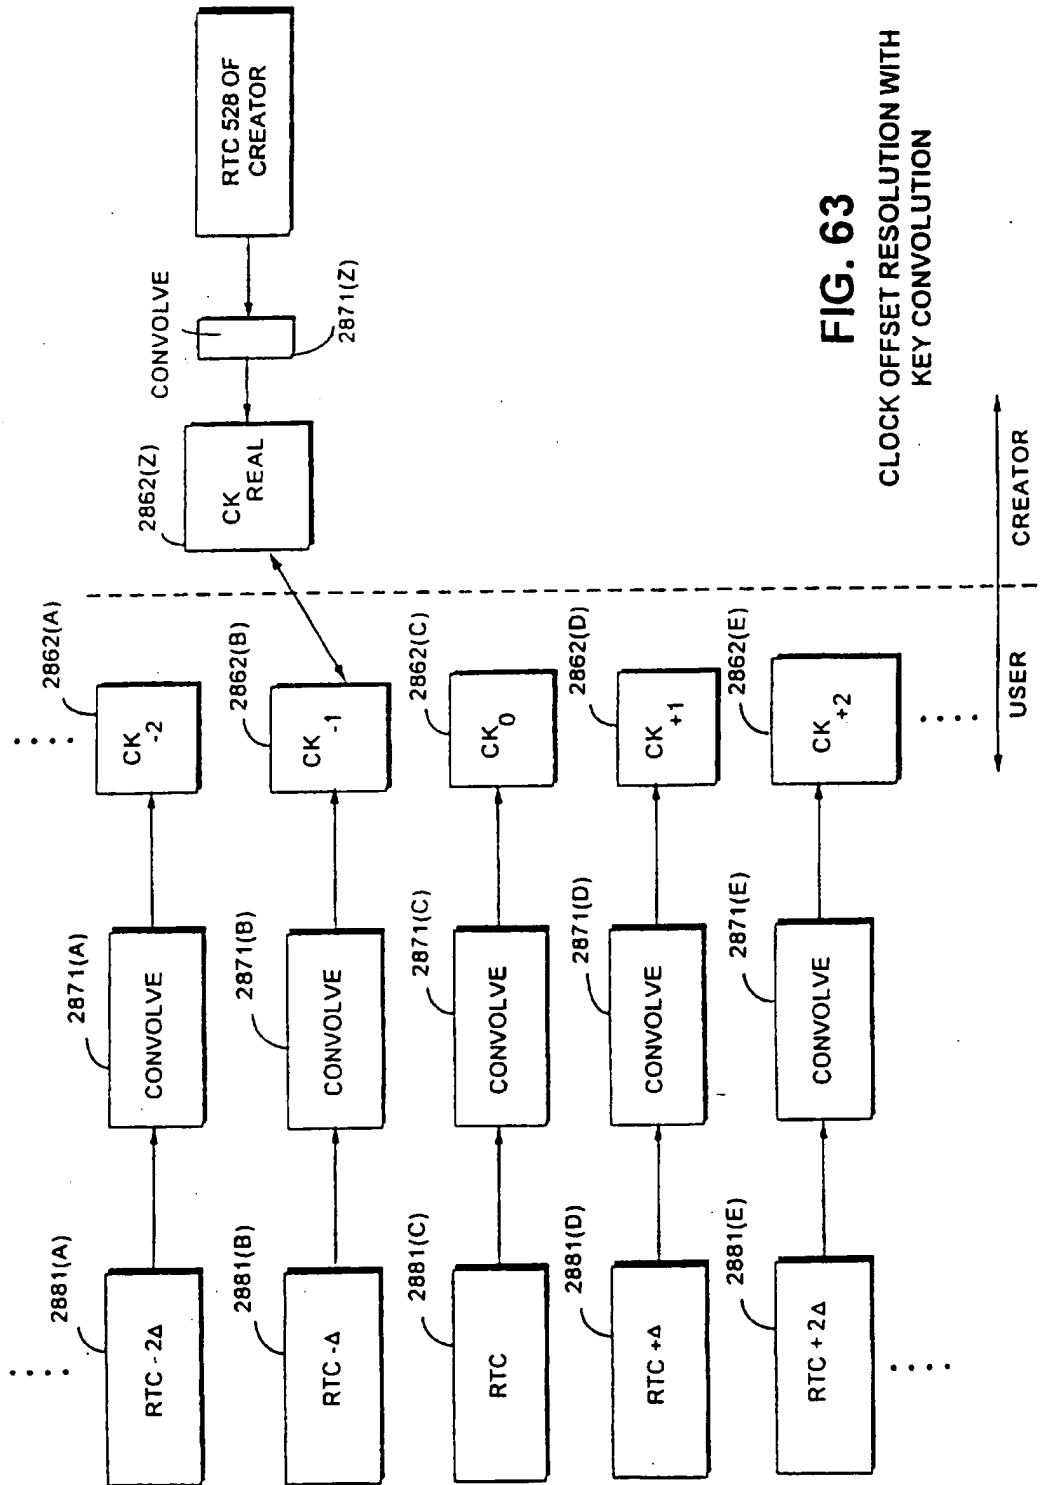 RTC 528 OF
CREATOR
CONVOLVE
2871(Z)
2862(Z)
CK
REAL
2862(A)
CK
-2
2871(A)
CONVOLVE
2881(A)
RTC - 2Δ
2862(B)
CK
-1
2871(B)
CONVOLVE
2881(B)
RTC -Δ
2862(C)
CK
0
2871(C)
CONVOLVE
2881(C)
RTC
2862(D)
CK
+1
2871(D)
CONVOLVE
2881(D)
RTC +Δ
2862(E)
CK
+2
2871(E)
CONVOLVE
2881(E)
RTC + 2Δ
USER
CREATOR
FIG. 63
CLOCK OFFSET RESOLUTION WITH
KEY CONVOLUTION